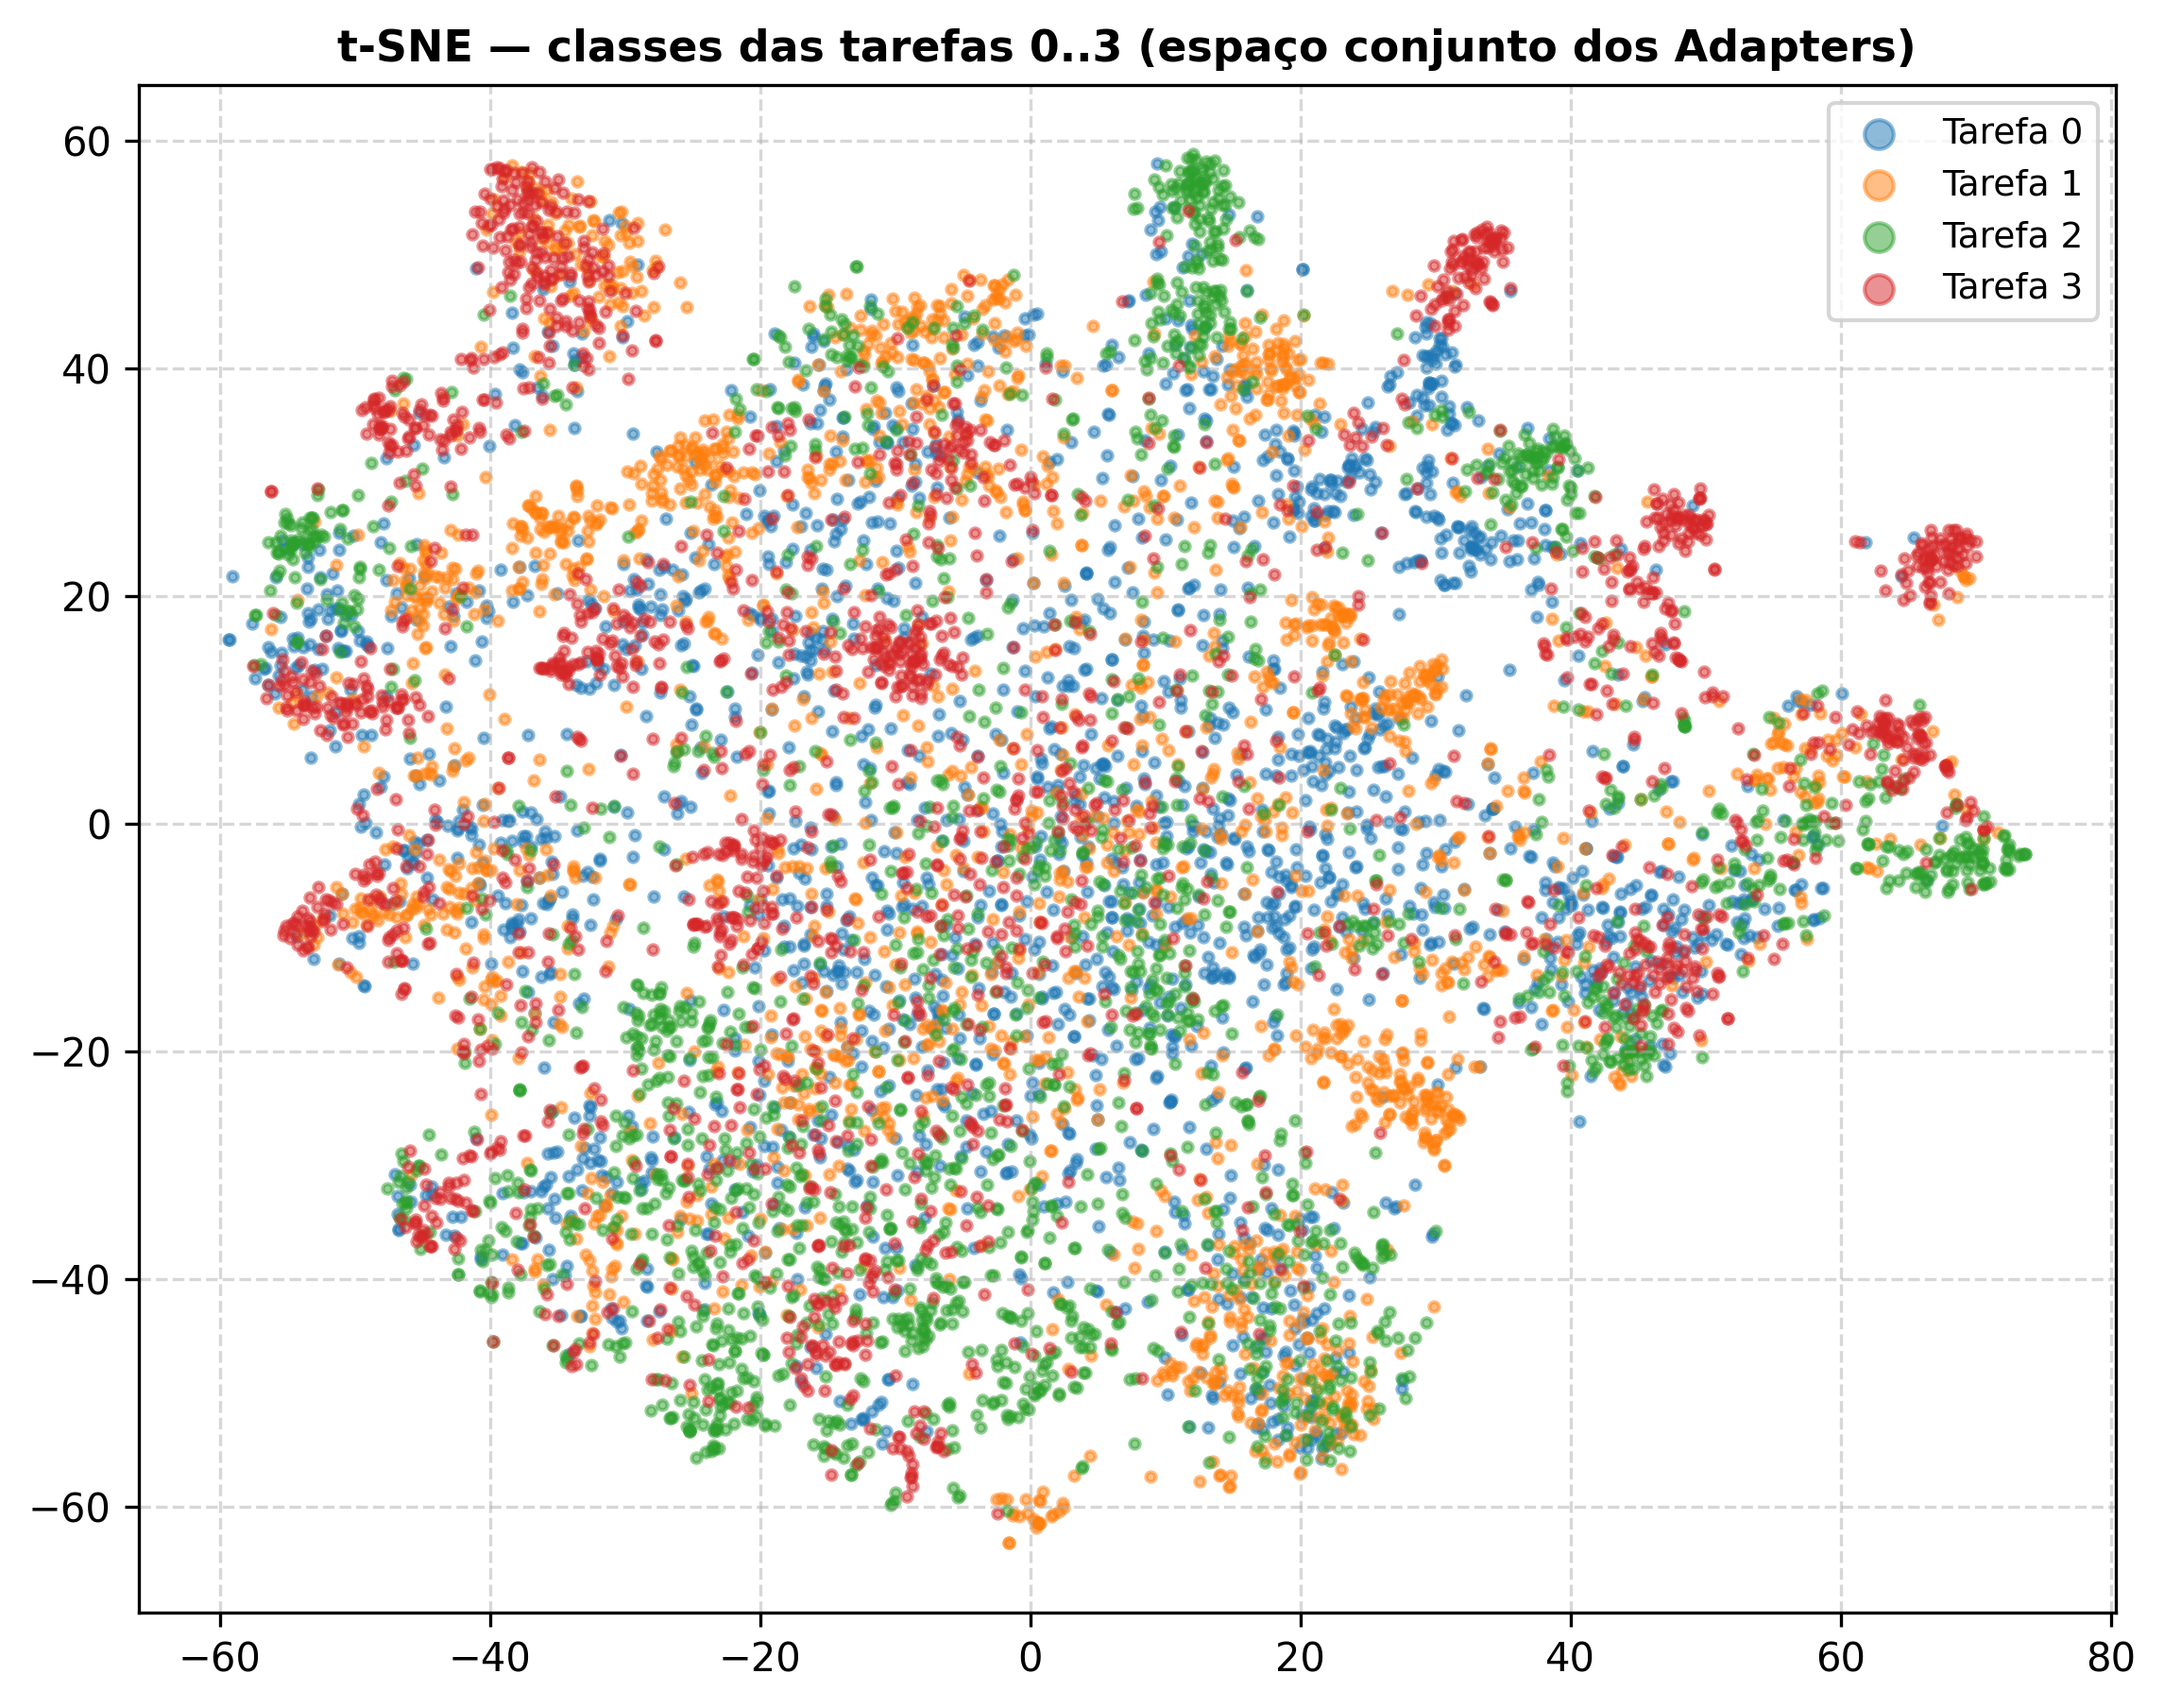 t-SNE — classes das tarefas 0..3 (espaço conjunto dos Adapters)
Tarefa 0
Tarefa 1
Tarefa 2
Tarefa 3
60
40
20
0
−20
−40
−60
−60 −40 −20 0 20 40 60 80